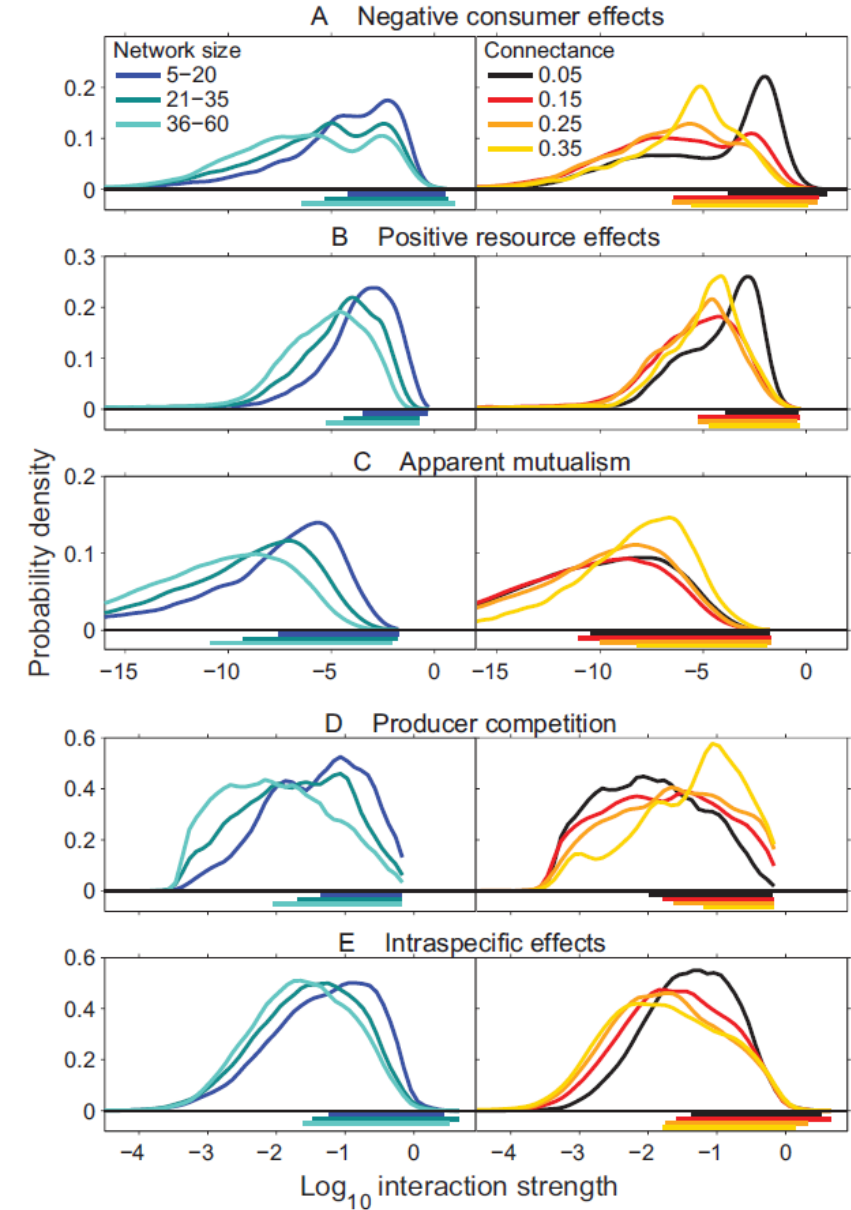 A Negative consumer effects
Network size
5−20
21−35
36−60
Connectance
0.05
0.15
0.25
0.35
0.2
0.1
0
B Positive resource effects
0.3
0.2
0.1
0
C Apparent mutualism
0.2
0.1
0
−15 −10 −5 0 −15 −10 −5 0
D Producer competition
0.6
0.4
0.2
0
E Intraspecific effects
0.6
0.4
0.2
0
−4 −3 −2 −1 0 −4 −3 −2 −1 0
Probability density
Log10 interaction strength